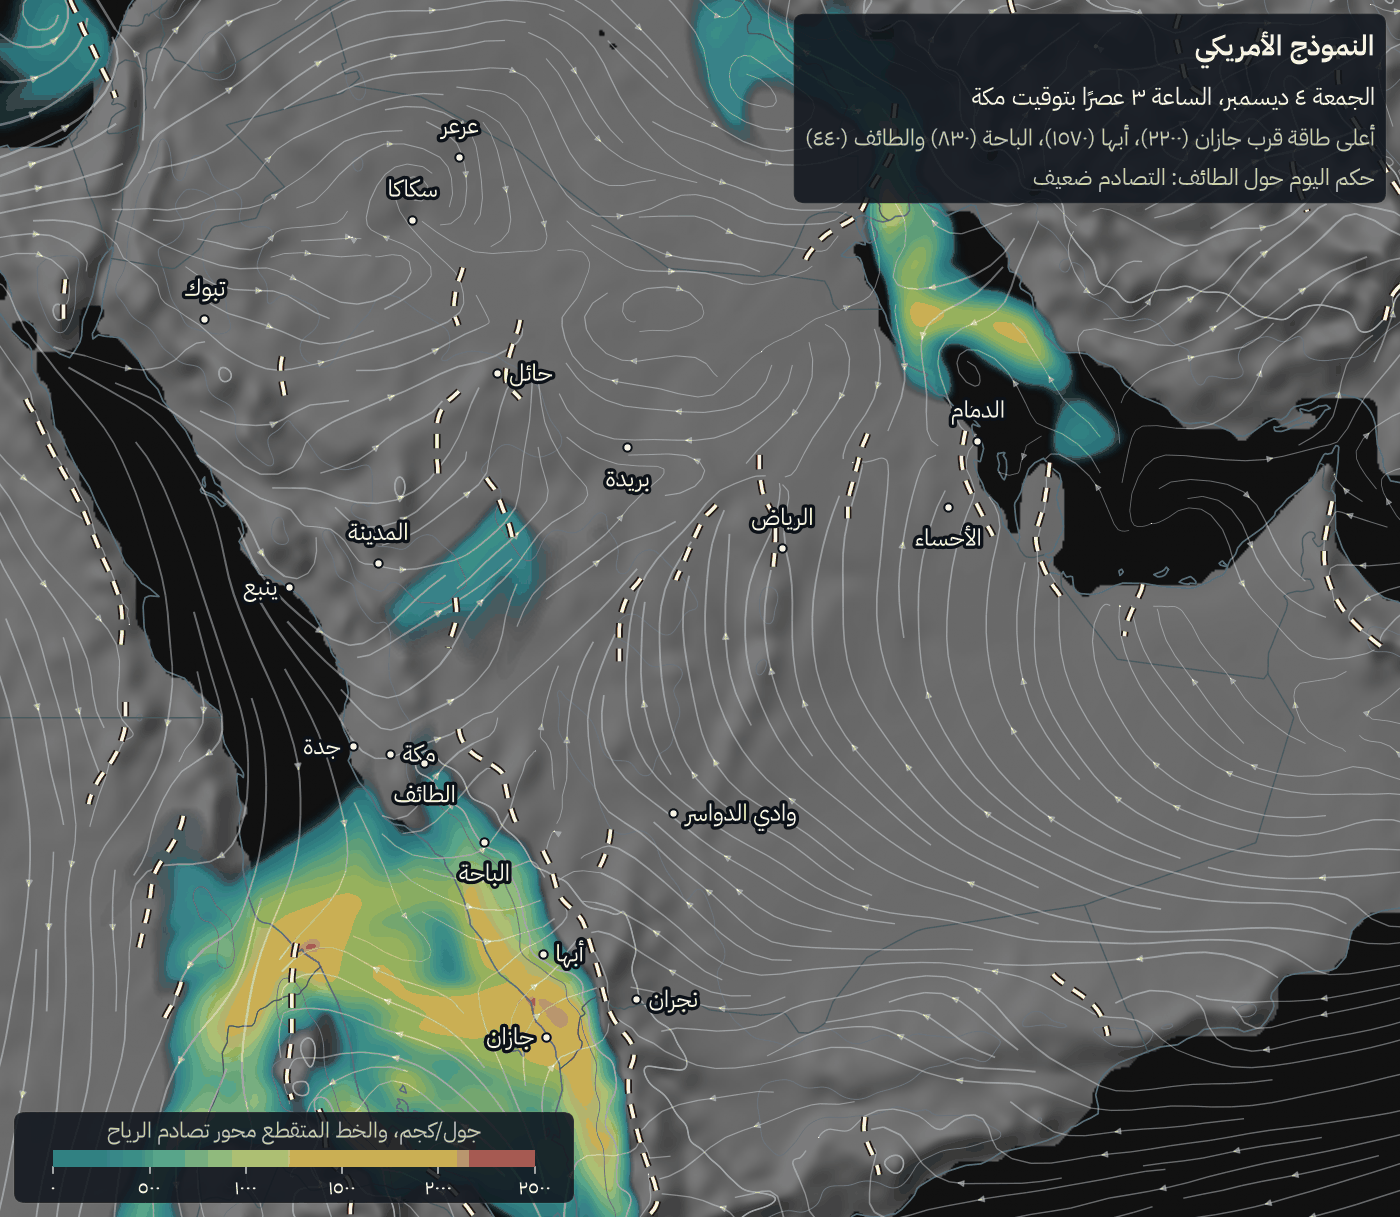 النموذج الأمريكي
الجمعة ٤ ديسمبر، الساعة ٣ عصرًا بتوقيت مكة
أعلى طاقة قرب جازان (٢٢٠٠)، أبها (١٥٧٠)، الباحة (٨٣٠) والطائف (٤٤٠)
حكم اليوم حول الطائف: التصادم ضعيف
عرعر
سكاكا
تبوك
حائل
الدمام
بريدة
الرياض
الأحساء
المدينة
ينبع
جدة
مكة
الطائف
وادي الدواسر
الباحة
أبها
نجران
جازان
جول/كجم، والخط المتقطع محور تصادم الرياح
٠ ٥٠٠ ١٠٠٠ ١٥٠٠ ٢٠٠٠ ٢٥٠٠